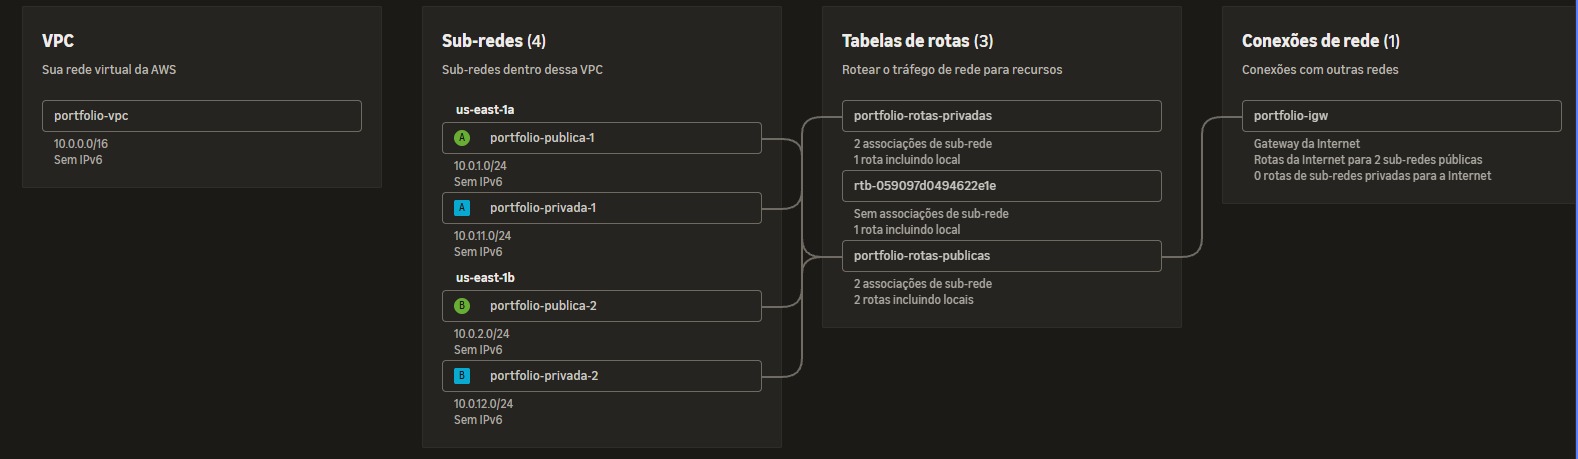 VPC
Sua rede virtual da AWS
portfolio-vpc
10.0.0.0/16
Sem IPv6
Sub-redes (4)
Sub-redes dentro dessa VPC
us-east-1a
A portfolio-publica-1
10.0.1.0/24
Sem IPv6
A portfolio-privada-1
10.0.11.0/24
Sem IPv6
us-east-1b
B portfolio-publica-2
10.0.2.0/24
Sem IPv6
B portfolio-privada-2
10.0.12.0/24
Sem IPv6
Tabelas de rotas (3)
Rotear o tráfego de rede para recursos
portfolio-rotas-privadas
2 associações de sub-rede
1 rota incluindo local
rtb-059097d0494622e1e
Sem associações de sub-rede
1 rota incluindo local
portfolio-rotas-publicas
2 associações de sub-rede
2 rotas incluindo locais
Conexões de rede (1)
Conexões com outras redes
portfolio-igw
Gateway da Internet
Rotas da Internet para 2 sub-redes públicas
0 rotas de sub-redes privadas para a Internet